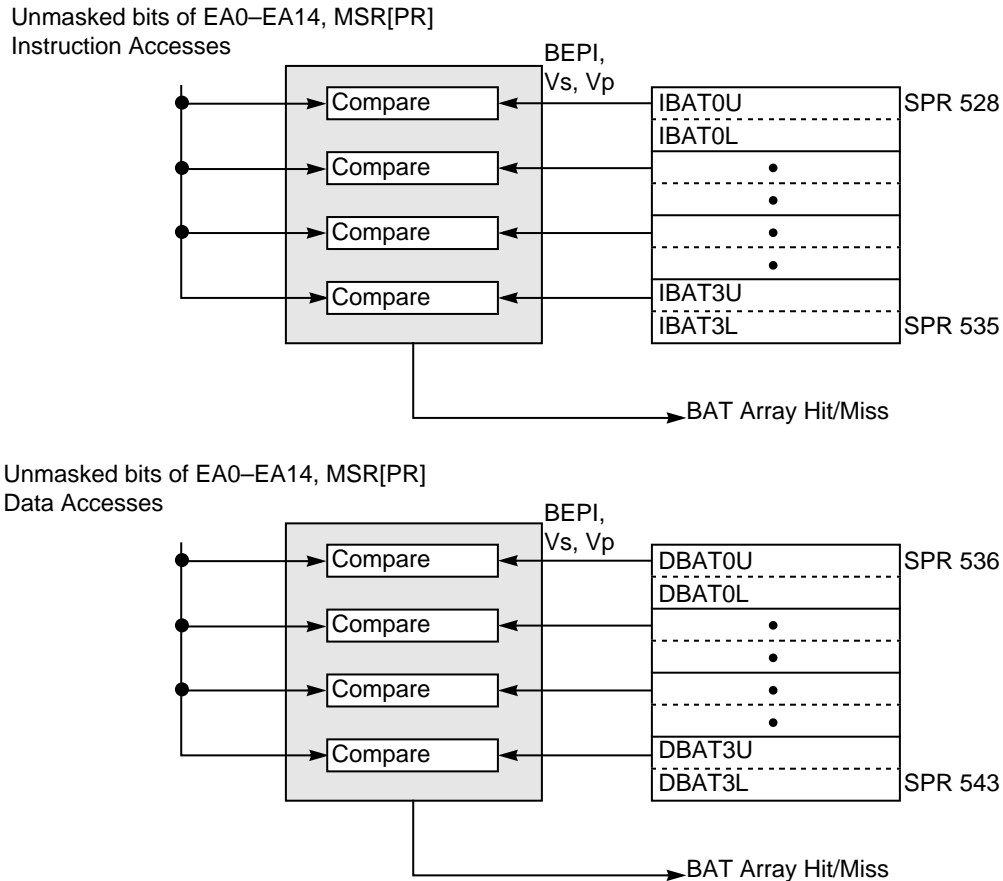 Unmasked bits of EA0–EA14, MSR[PR]
Instruction Accesses
BEPI,
Vs, Vp
Compare
IBAT0U
SPR 528
IBAT0L
Compare
•
•
Compare
•
•
Compare
IBAT3U
IBAT3L
SPR 535
BAT Array Hit/Miss
Unmasked bits of EA0–EA14, MSR[PR]
Data Accesses
BEPI,
Vs, Vp
Compare
DBAT0U
SPR 536
DBAT0L
Compare
•
•
Compare
•
•
Compare
DBAT3U
DBAT3L
SPR 543
BAT Array Hit/Miss